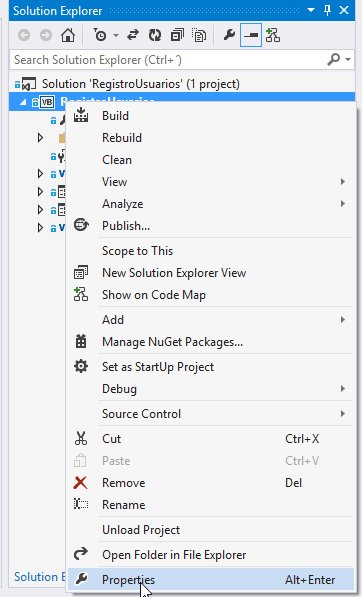 Solution Explorer
Search Solution Explorer (Ctrl+´)
Solution 'RegistroUsuarios' (1 project)
VB RegistroUsuarios
Build
Rebuild
Clean
View
Analyze
Publish...
Scope to This
New Solution Explorer View
Show on Code Map
Add
Manage NuGet Packages...
Set as StartUp Project
Debug
Source Control
Cut Ctrl+X
Paste Ctrl+V
Remove Del
Rename
Unload Project
Open Folder in File Explorer
Solution E
Properties Alt+Enter